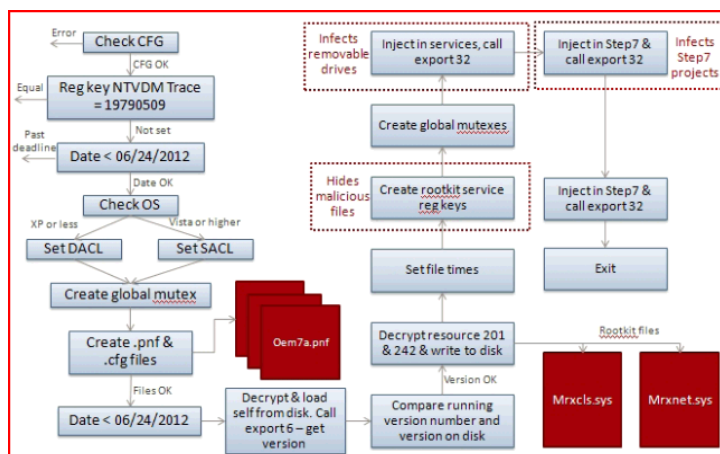 Error
Check CFG
CFG OK
Equal
Reg key NTVDM Trace
= 19790509
Not set
Past
deadline
Date < 06/24/2012
Date OK
Check OS
XP or less
Vista or higher
Set DACL
Set SACL
Create global mutex
Create .pnf &
.cfg files
Oem7a.pnf
Files OK
Date < 06/24/2012
Decrypt & load
self from disk. Call
export 6 – get
version
Compare running
version number and
version on disk
Version OK
Decrypt resource 201
& 242 & write to disk
Rootkit files
Mrxcls.sys
Mrxnet.sys
Set file times
Hides
malicious
files
Create rootkit service
reg keys
Create global mutexes
Infects
removable
drives
Inject in services, call
export 32
Inject in Step7 &
call export 32
Infects
Step7
projects
Inject in Step7 &
call export 32
Exit